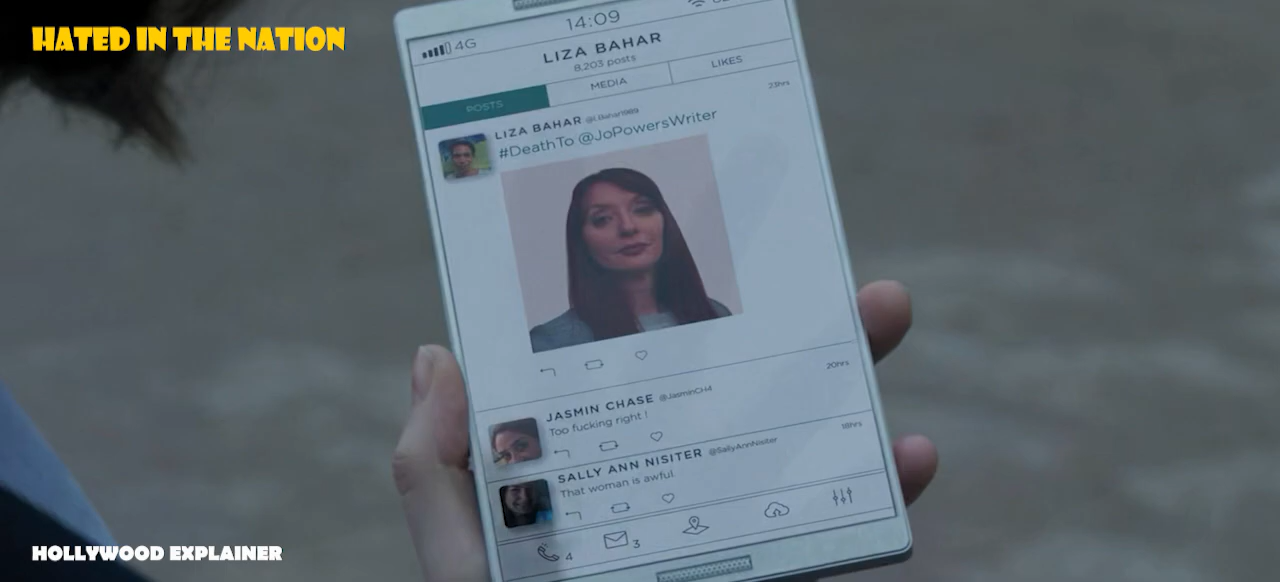 HATED IN THE NATION
14:09
4G
LIZA BAHAR
8,203 posts
POSTS
MEDIA
LIKES
23hrs
LIZA BAHAR @LBahar1989
#DeathTo @JoPowersWriter
20hrs
JASMIN CHASE @JasminCH4
Too fucking right !
18hrs
SALLY ANN NISITER @SallyAnnNisiter
That woman is awful.
4
3
HOLLYWOOD EXPLAINER